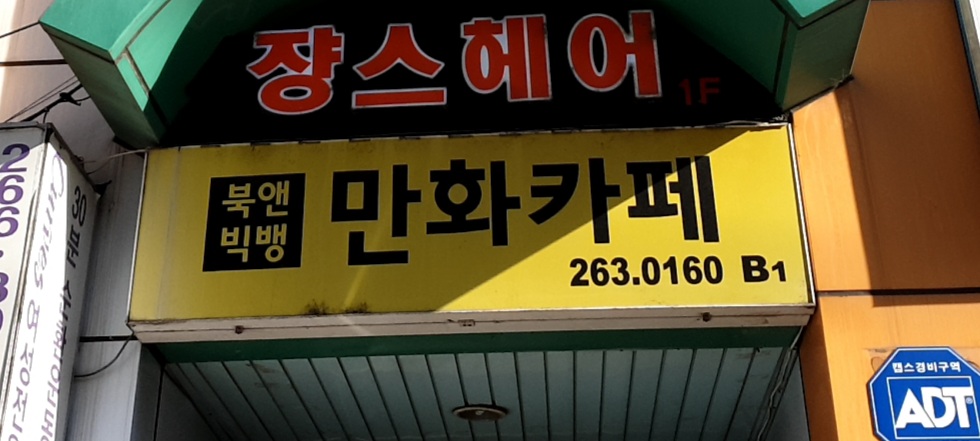 쟝스헤어
1F
북앤
빅뱅
만화카페
263.0160 B1
캡스경비구역
ADT